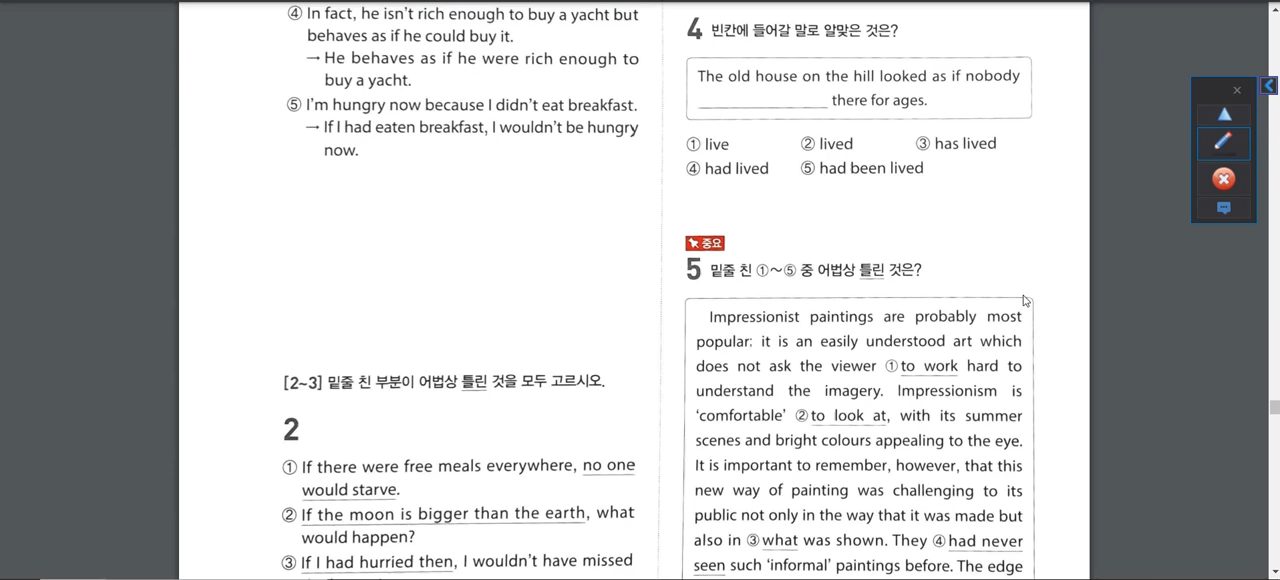 ④ In fact, he isn't rich enough to buy a yacht but
behaves as if he could buy it.
→ He behaves as if he were rich enough to
buy a yacht.
⑤ I'm hungry now because I didn't eat breakfast.
→ If I had eaten breakfast, I wouldn't be hungry
now.
[2~3] 밑줄 친 부분이 어법상 틀린 것을 모두 고르시오.
2
① If there were free meals everywhere, no one
would starve.
② If the moon is bigger than the earth, what
would happen?
③ If I had hurried then, I wouldn't have missed
4 빈칸에 들어갈 말로 알맞은 것은?
The old house on the hill looked as if nobody
____________ there for ages.
① live ② lived ③ has lived
④ had lived ⑤ had been lived
중요
5 밑줄 친 ①~⑤ 중 어법상 틀린 것은?
Impressionist paintings are probably most
popular; it is an easily understood art which
does not ask the viewer ① to work hard to
understand the imagery. Impressionism is
‘comfortable’ ② to look at, with its summer
scenes and bright colours appealing to the eye.
It is important to remember, however, that this
new way of painting was challenging to its
public not only in the way that it was made but
also in ③ what was shown. They ④ had never
seen such ‘informal’ paintings before. The edge